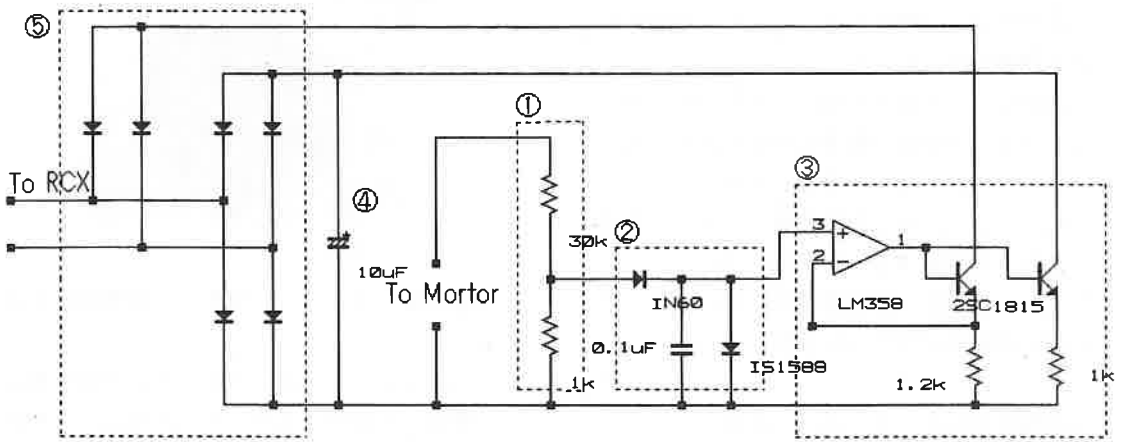 ⑤
①
③
To RCX
④
30k
②
3
1
2
10uF
To Mortor
IN60
LM358
2SC1815
0.1uF
IS1588
1k
1.2k
1k